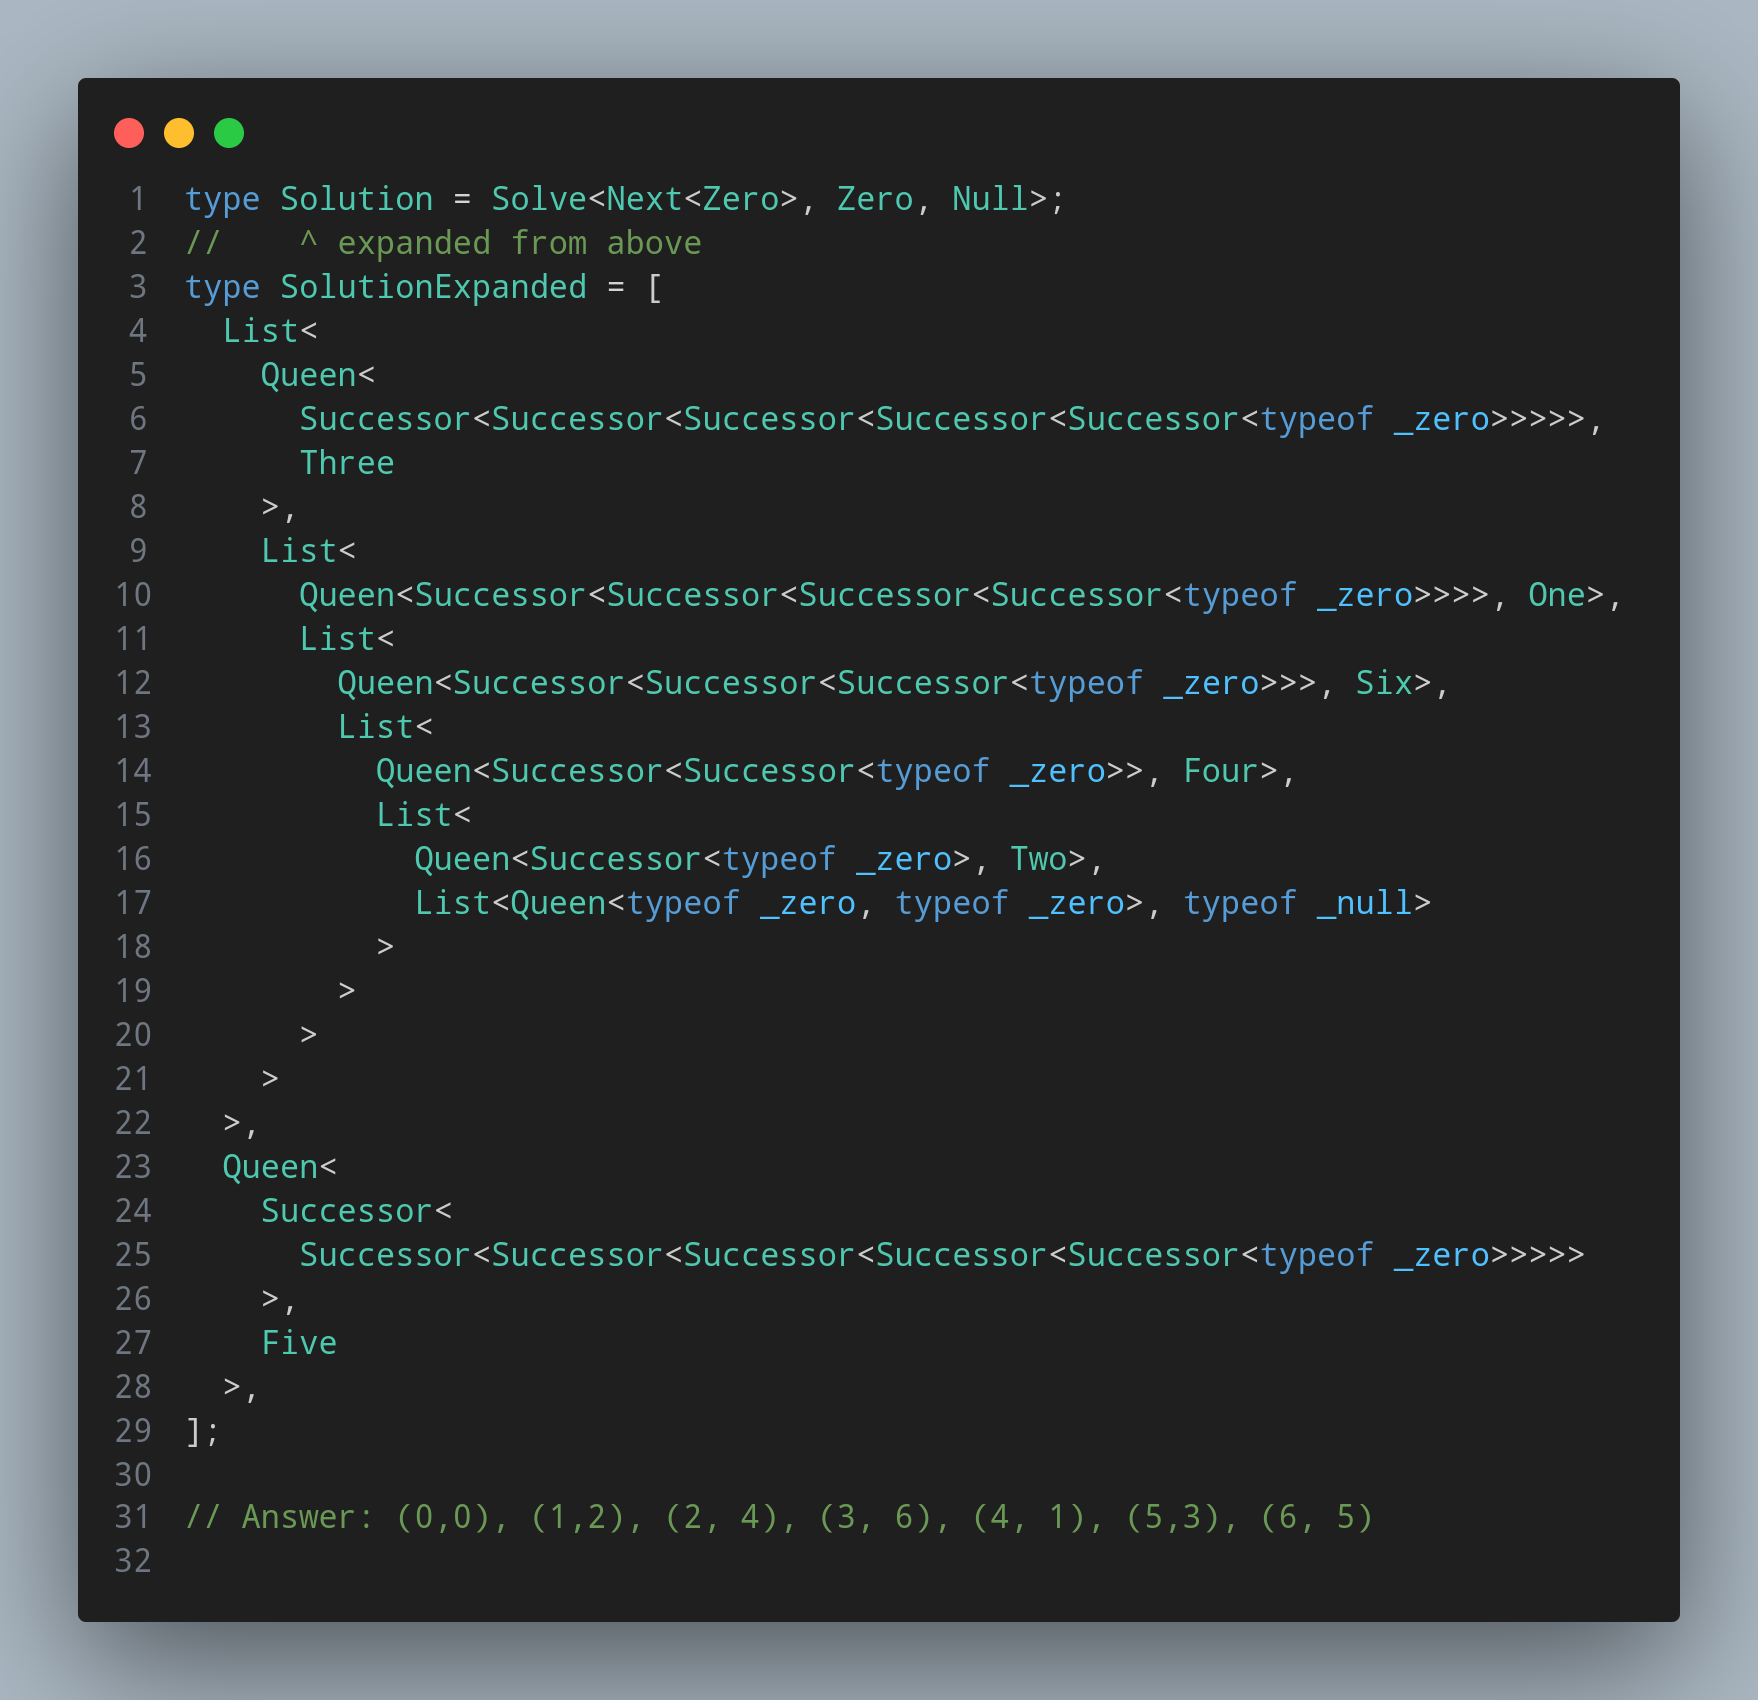 1 type Solution = Solve<Next<Zero>, Zero, Null>;
2 //    ^ expanded from above
3 type SolutionExpanded = [
4   List<
5     Queen<
6       Successor<Successor<Successor<Successor<Successor<typeof _zero>>>>>,
7       Three
8     >,
9     List<
10       Queen<Successor<Successor<Successor<Successor<typeof _zero>>>>, One>,
11       List<
12         Queen<Successor<Successor<Successor<typeof _zero>>>, Six>,
13         List<
14           Queen<Successor<Successor<typeof _zero>>, Four>,
15           List<
16             Queen<Successor<typeof _zero>, Two>,
17             List<Queen<typeof _zero, typeof _zero>, typeof _null>
18           >
19         >
20       >
21     >
22   >,
23   Queen<
24     Successor<
25       Successor<Successor<Successor<Successor<Successor<typeof _zero>>>>>
26     >,
27     Five
28   >,
29 ];
30
31 // Answer: (0,0), (1,2), (2, 4), (3, 6), (4, 1), (5,3), (6, 5)
32